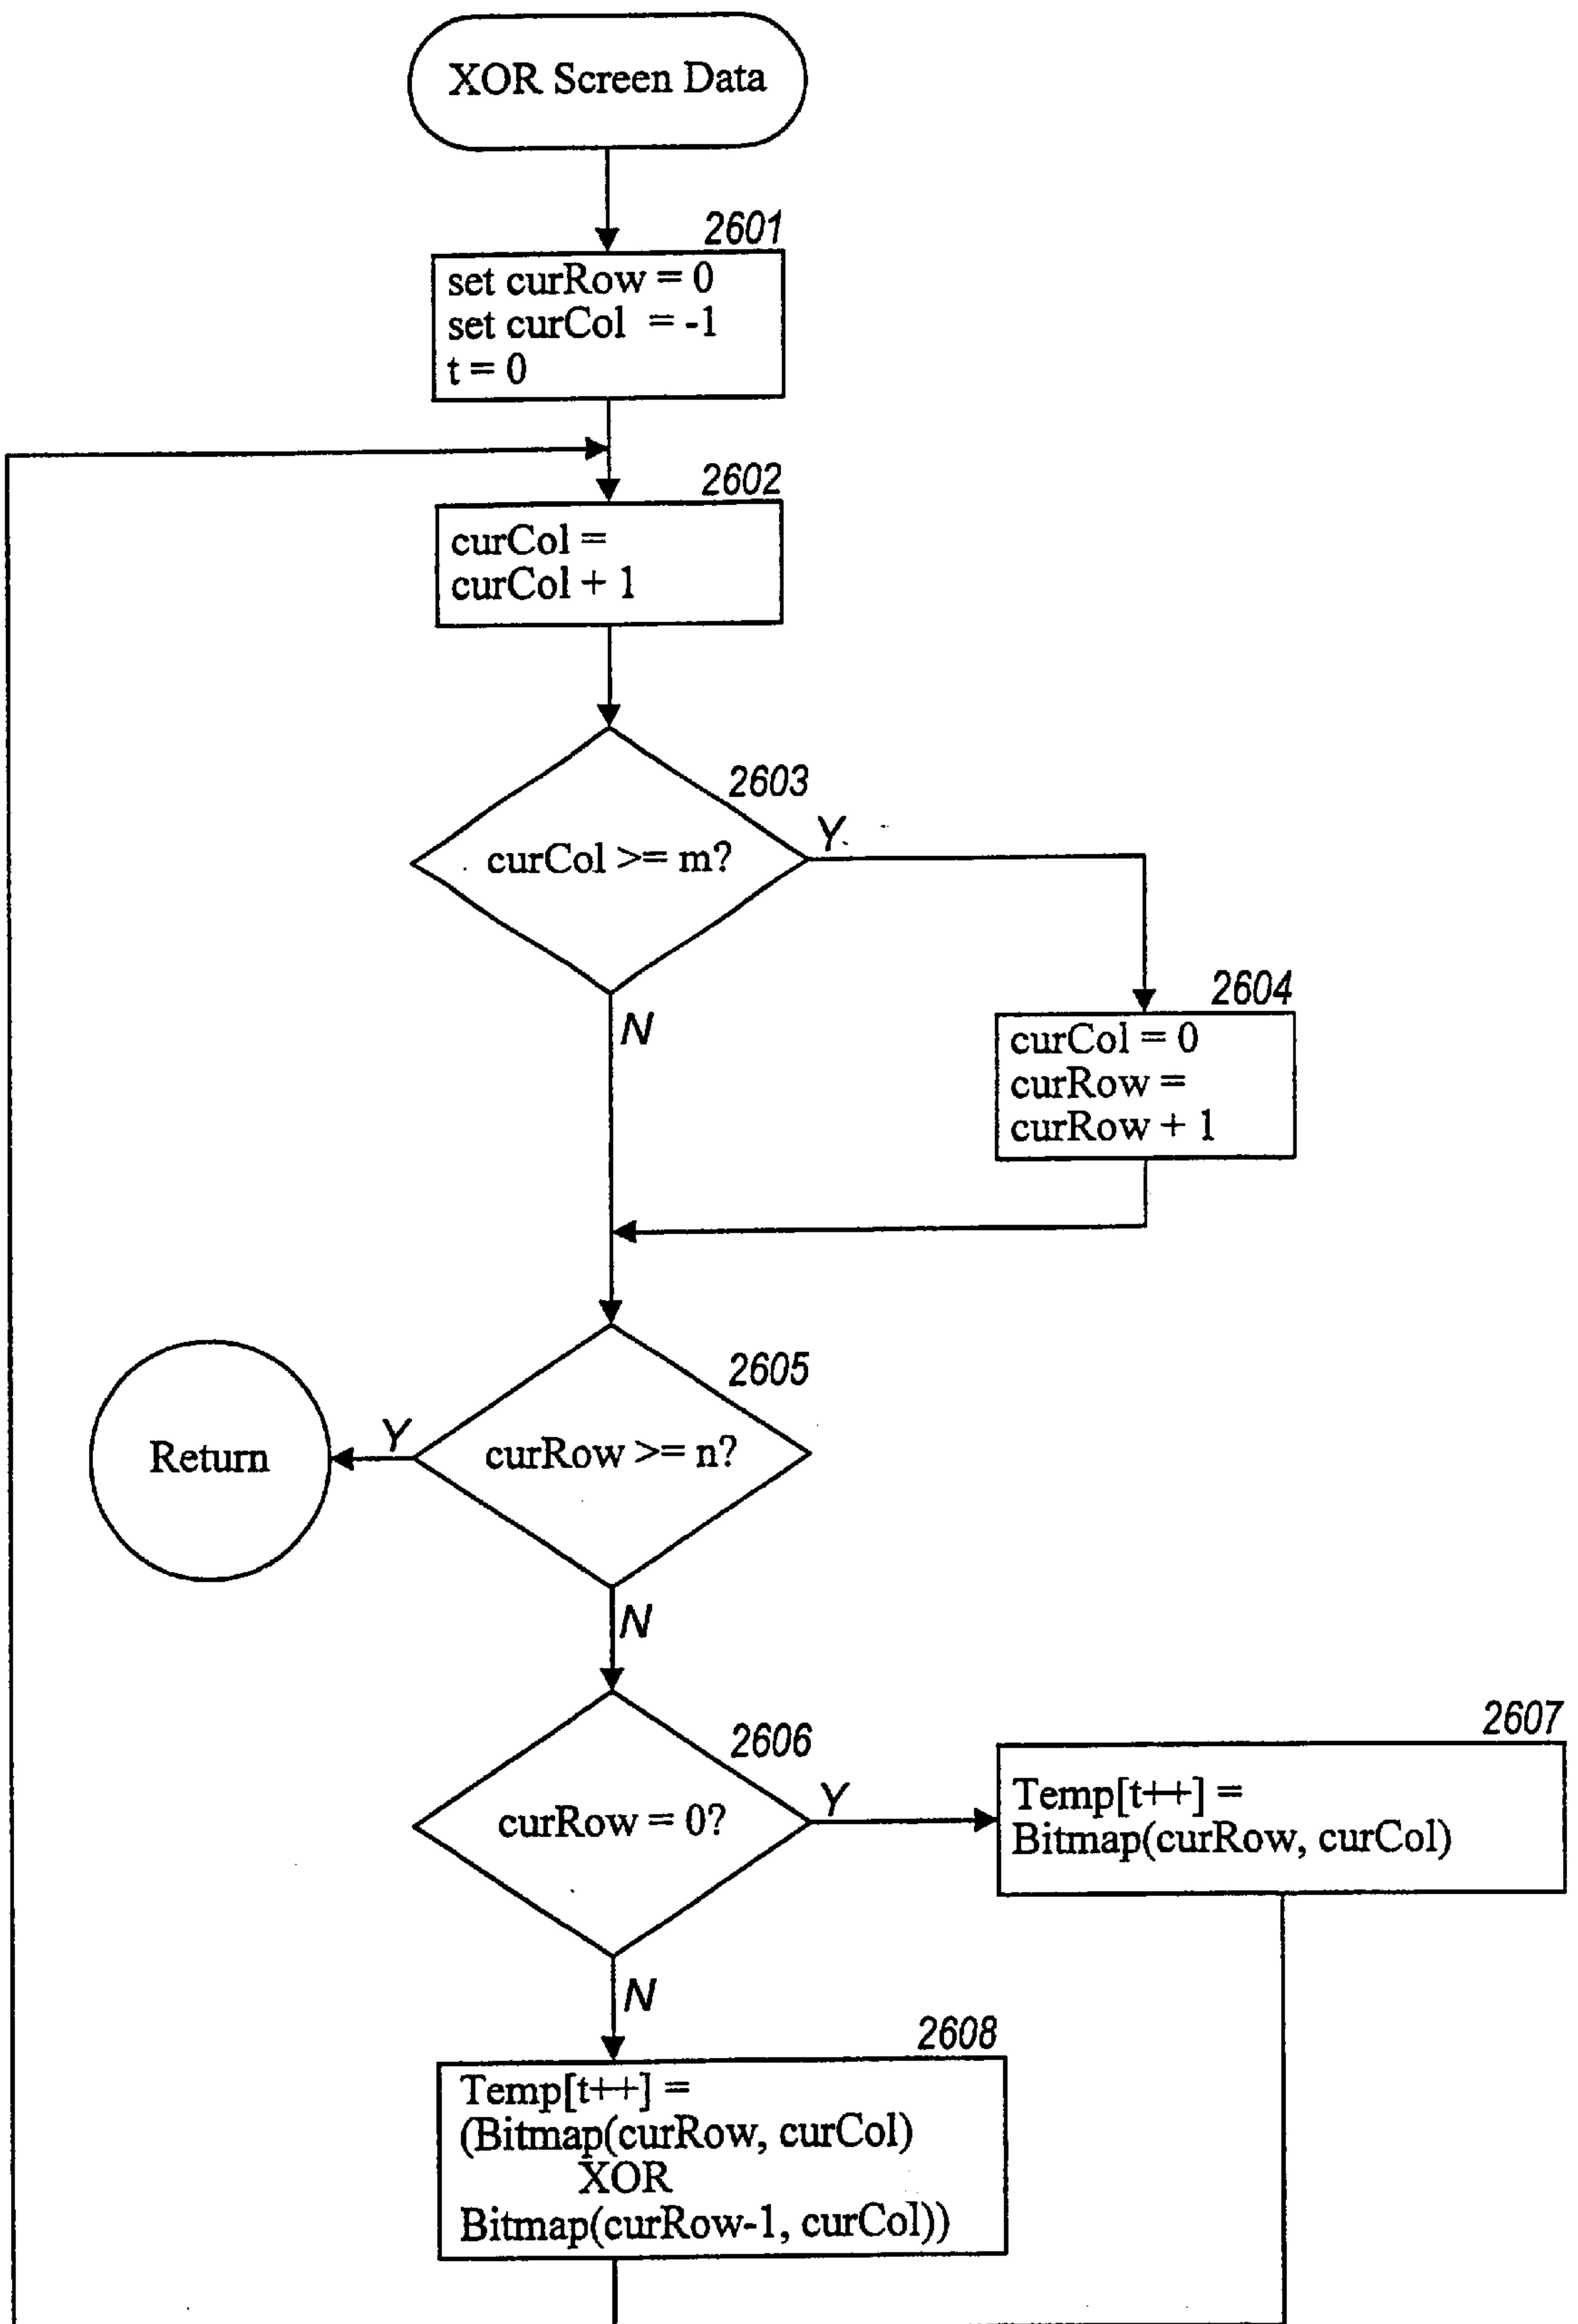 XOR Screen Data
2601
set curRow = 0
set curCol = -1
t = 0
2602
curCol =
curCol + 1
2603
curCol >= m?
Y
N
2604
curCol = 0
curRow =
curRow + 1
2605
curRow >= n?
Y
Return
N
2606
curRow = 0?
Y
2607
Temp[t++] =
Bitmap(curRow, curCol)
N
2608
Temp[t++] =
(Bitmap(curRow, curCol)
XOR
Bitmap(curRow-1, curCol))